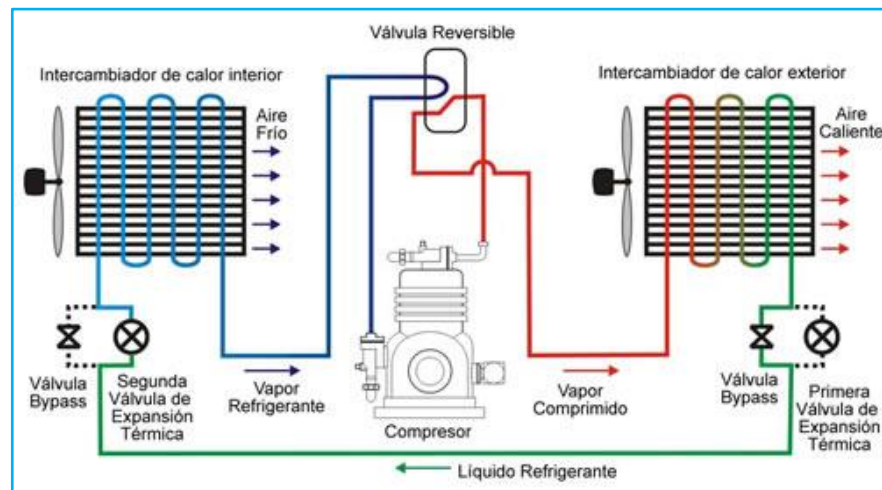 Válvula Reversible
Intercambiador de calor interior
Intercambiador de calor exterior
Aire
Frío
Aire
Caliente
Válvula
Bypass
Segunda
Válvula de
Expansión
Térmica
Vapor
Refrigerante
Compresor
Vapor
Comprimido
Válvula
Bypass
Primera
Válvula de
Expansión
Térmica
Líquido Refrigerante